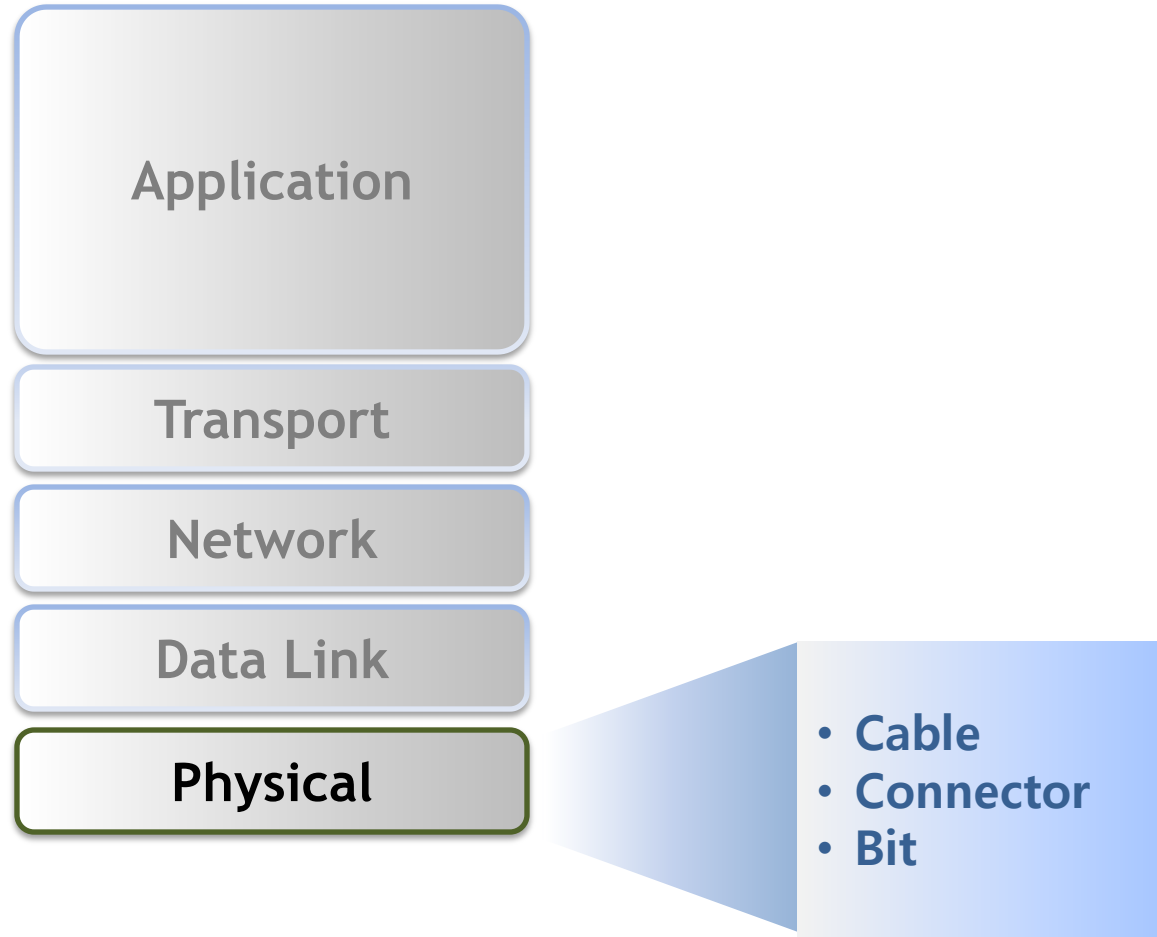 Application
Transport
Network
Data Link
Physical
• Cable
• Connector
• Bit